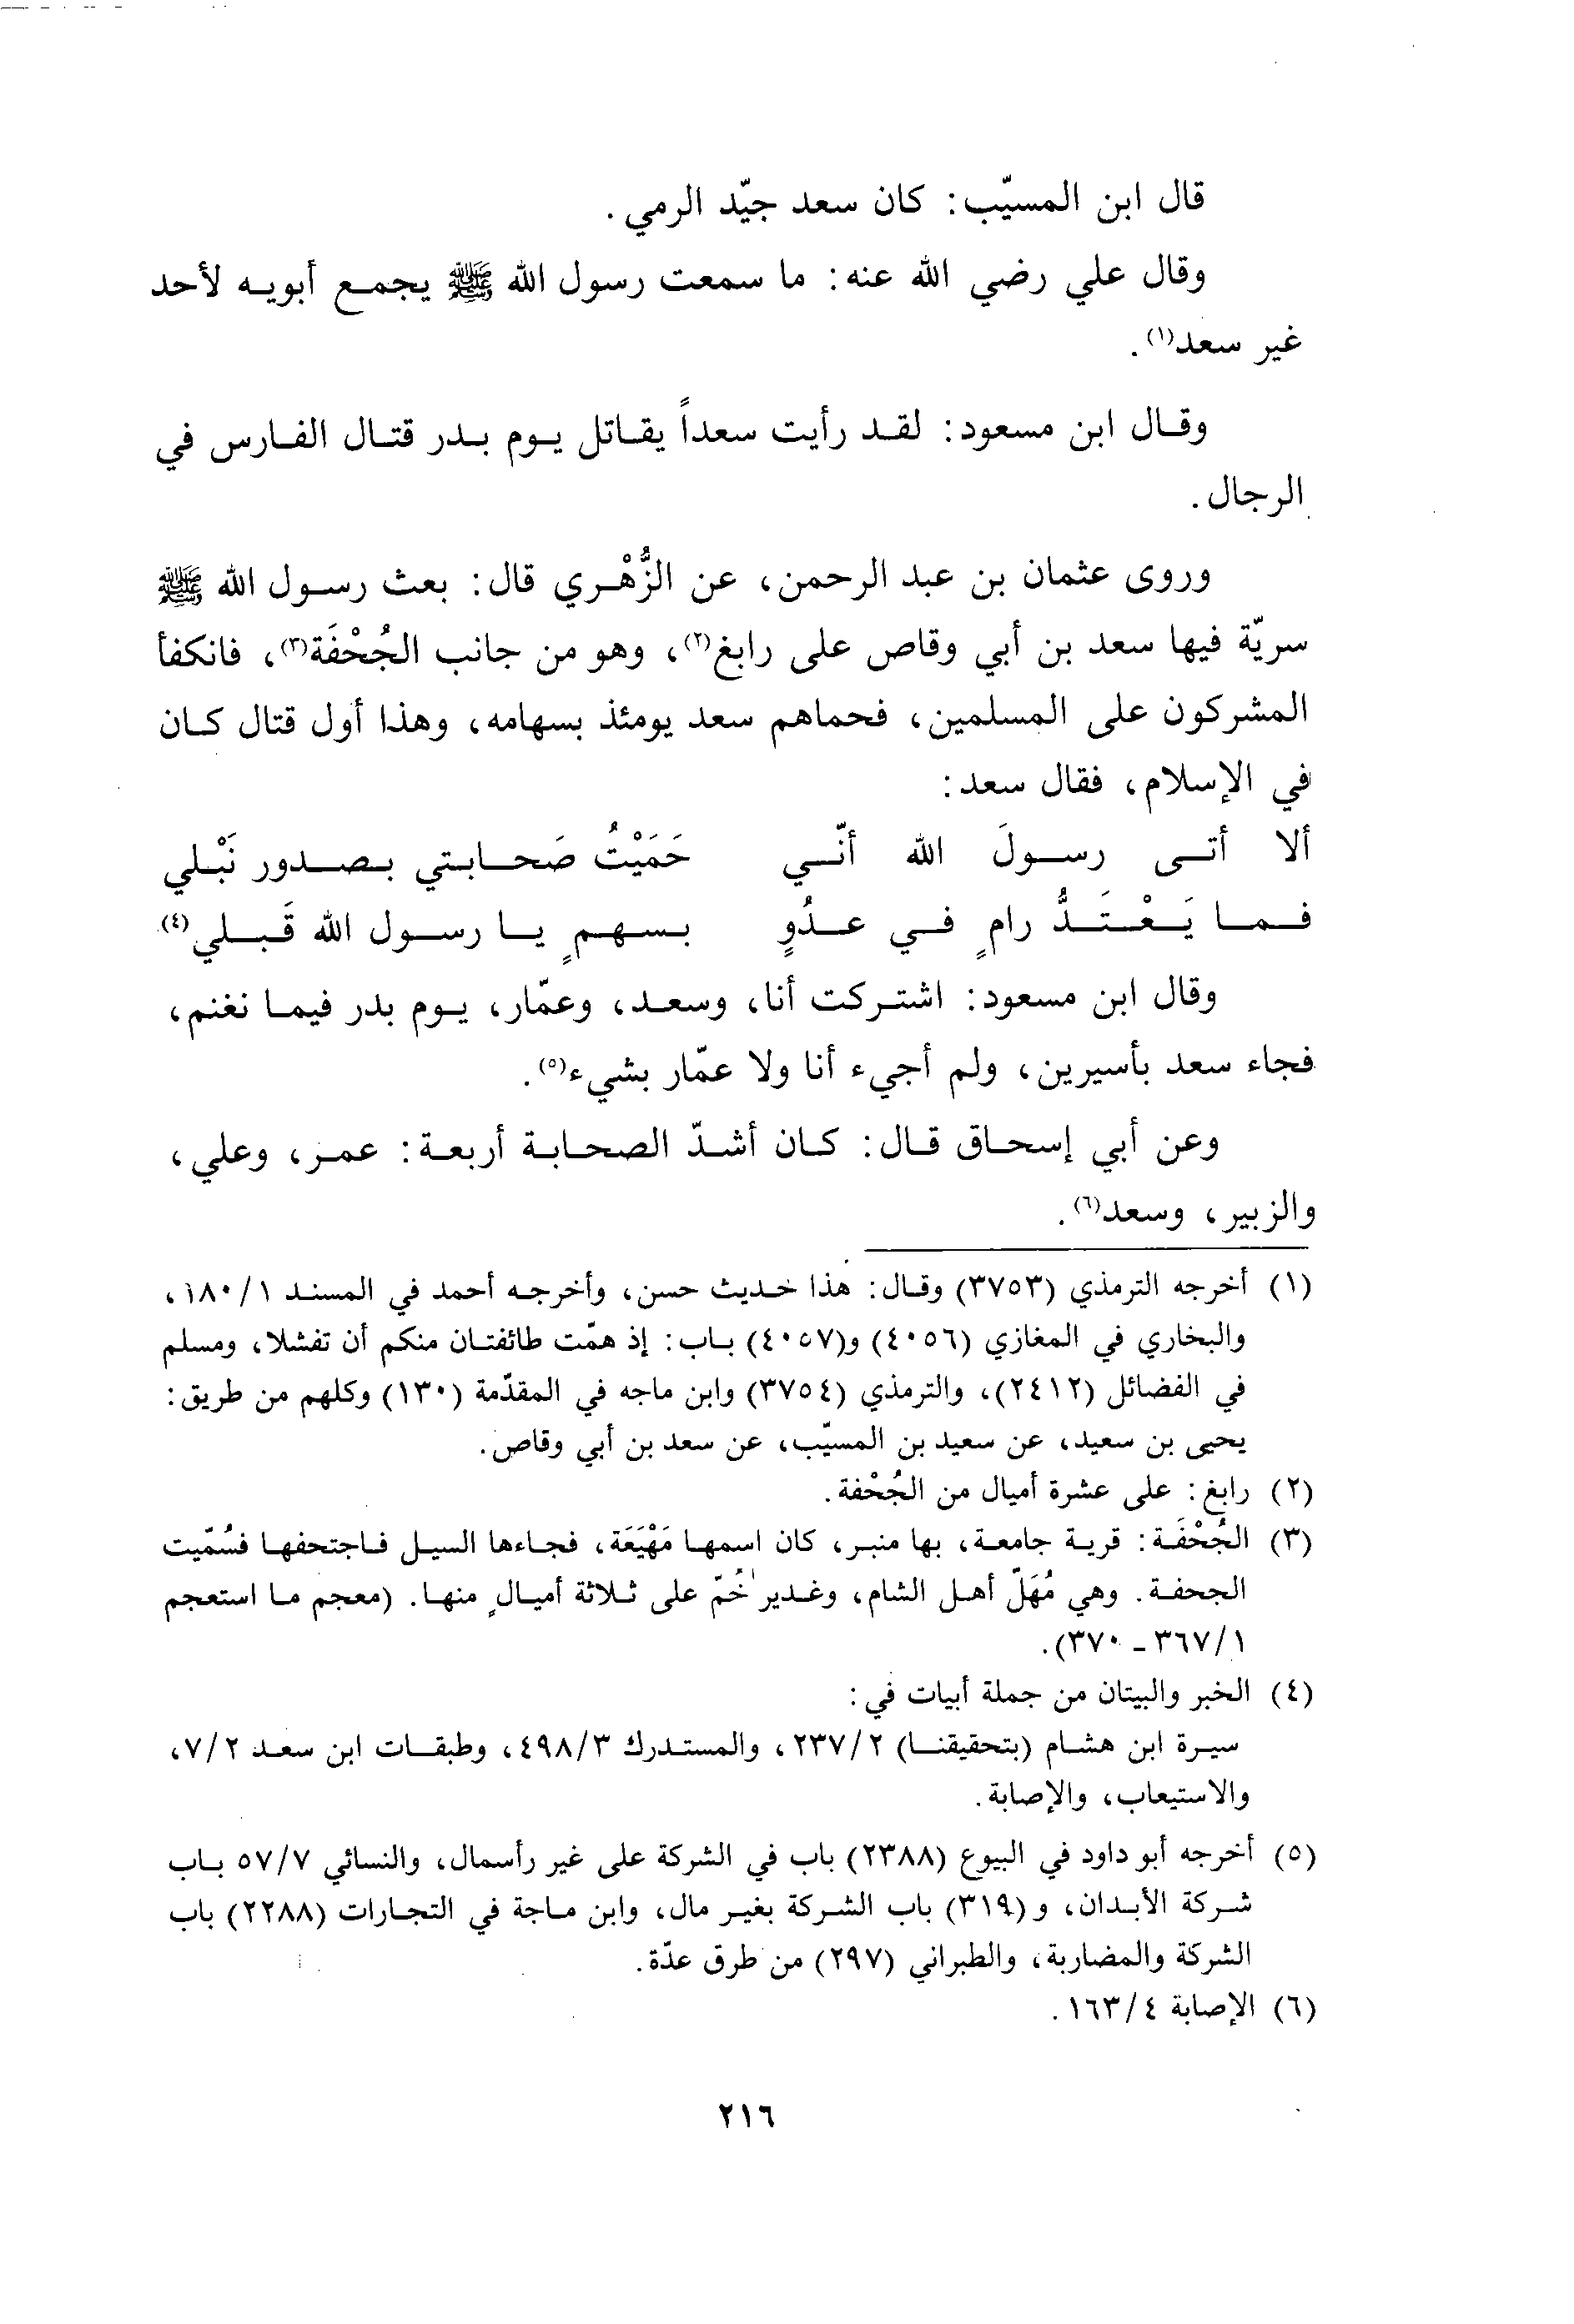 قال ابن المسيّب: كان سعد جيّد الرمي.
وقال علي رضي الله عنه: ما سمعت رسول الله ﷺ يجمع أبويه لأحد
غير سعد(١).
وقال ابن مسعود: لقد رأيت سعداً يقاتل يوم بدر قتال الفارس في
الرجال.
وروى عثمان بن عبد الرحمن، عن الزُّهْري قال: بعث رسول الله ﷺ
سريّة فيها سعد بن أبي وقاص على رابغ(٢)، وهو من جانب الجُحْفَة(٣)، فانكفأ
المشركون على المسلمين، فحماهم سعد يومئذ بسهامه، وهذا أول قتال كان
في الإسلام، فقال سعد:
ألا أتى رسولَ الله أنّي حَمَيْتُ صَحابتي بصدور نَبْلي
فما يَعْتَدُّ رامٍ في عدُوٍ بسهمٍ يا رسول الله قَبلي(٤)
وقال ابن مسعود: اشتركت أنا، وسعد، وعمّار، يوم بدر فيما نغنم،
فجاء سعد بأسيرين، ولم أجيء أنا ولا عمّار بشيء(٥).
وعن أبي إسحاق قال: كان أشدّ الصحابة أربعة: عمر، وعلي،
والزبير، وسعد(٦).
(١) أخرجه الترمذي (٣٧٥٣) وقال: هذا حديث حسن، وأخرجه أحمد في المسند ١/١٨٠،
والبخاري في المغازي (٤٠٥٦) و(٤٠٥٧) باب: إذ همّت طائفتان منكم أن تفشلا، ومسلم
في الفضائل (٢٤١٢)، والترمذي (٣٧٥٤) وابن ماجه في المقدّمة (١٣٠) وكلهم من طريق:
يحيى بن سعيد، عن سعيد بن المسيّب، عن سعد بن أبي وقاص.
(٢) رابغ: على عشرة أميال من الجُحْفة.
(٣) الجُحْفَة: قرية جامعة، بها منبر، كان اسمها مَهْيَعَة، فجاءها السيل فاجتحفها فسُمّيت
الجحفة. وهي مُهَلّ أهل الشام، وغدير خُمّ على ثلاثة أميالٍ منها. (معجم ما استعجم
١/٣٦٧ - ٣٧٠).
(٤) الخبر والبيتان من جملة أبيات في:
سيرة ابن هشام (بتحقيقنا) ٢/٢٣٧، والمستدرك ٣/٤٩٨، وطبقات ابن سعد ٢/٧،
والاستيعاب، والإصابة.
(٥) أخرجه أبو داود في البيوع (٢٣٨٨) باب في الشركة على غير رأسمال، والنسائي ٧/٥٧ باب
شركة الأبدان، و(٣١٩) باب الشركة بغير مال، وابن ماجة في التجارات (٢٢٨٨) باب
الشركة والمضاربة، والطبراني (٢٩٧) من طرق عدّة.
(٦) الإصابة ٤/١٦٣.
٢١٦